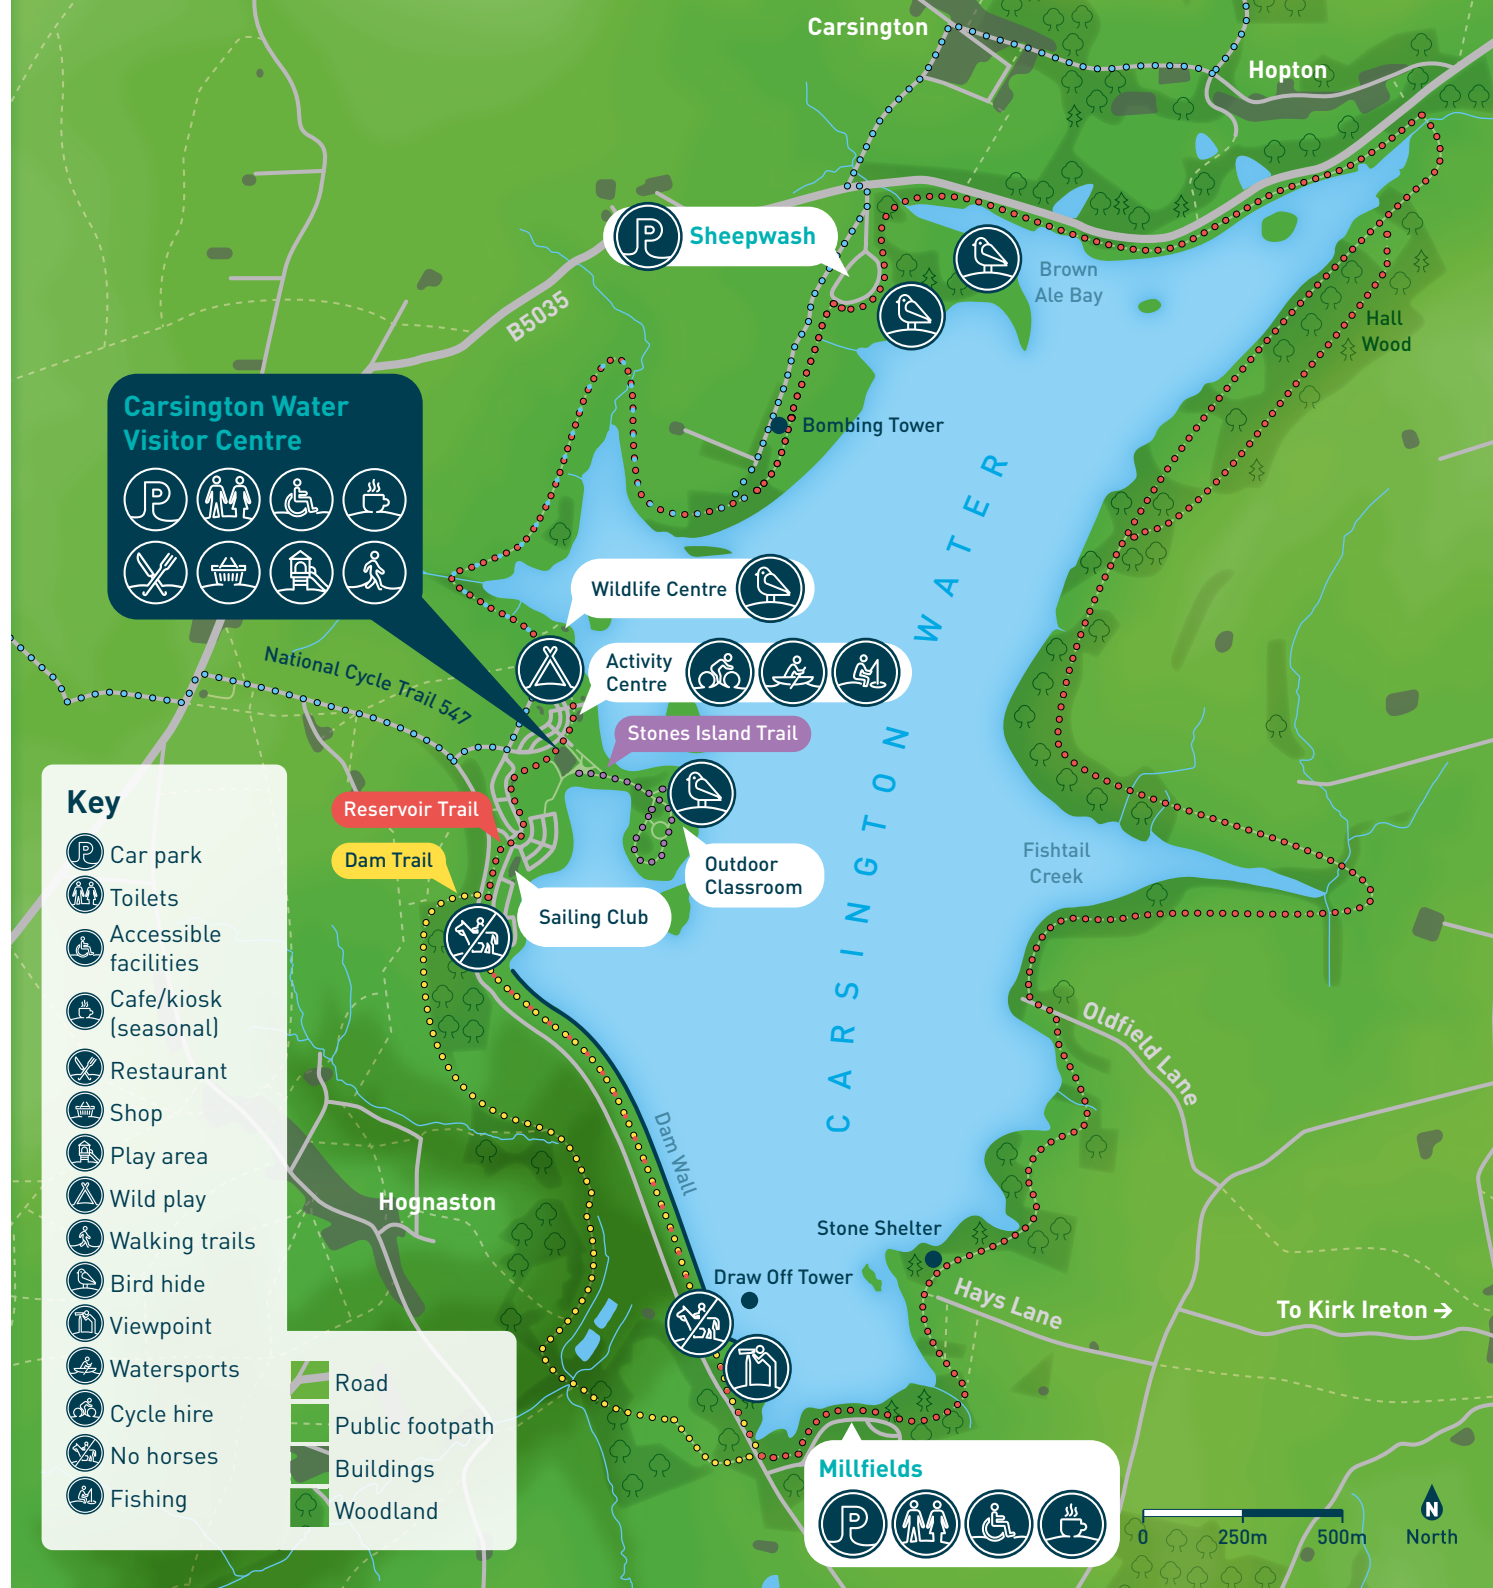 Carsington
Hopton
Sheepwash
Brown
Ale Bay
B5035
Hall
Wood
Carsington Water
Visitor Centre
Bombing Tower
CARSINGTON WATER
Wildlife Centre
National Cycle Trail 547
Activity
Centre
Stones Island Trail
Key
Reservoir Trail
Dam Trail
Outdoor
Classroom
Fishtail
Creek
Sailing Club
Car park
Toilets
Accessible
facilities
Cafe/kiosk
(seasonal)
Restaurant
Shop
Play area
Wild play
Walking trails
Bird hide
Viewpoint
Watersports
Cycle hire
No horses
Fishing
Road
Public footpath
Buildings
Woodland
Oldfield Lane
Dam Wall
Hognaston
Stone Shelter
Draw Off Tower
Hays Lane
To Kirk Ireton →
Millfields
0 250m 500m
N
North